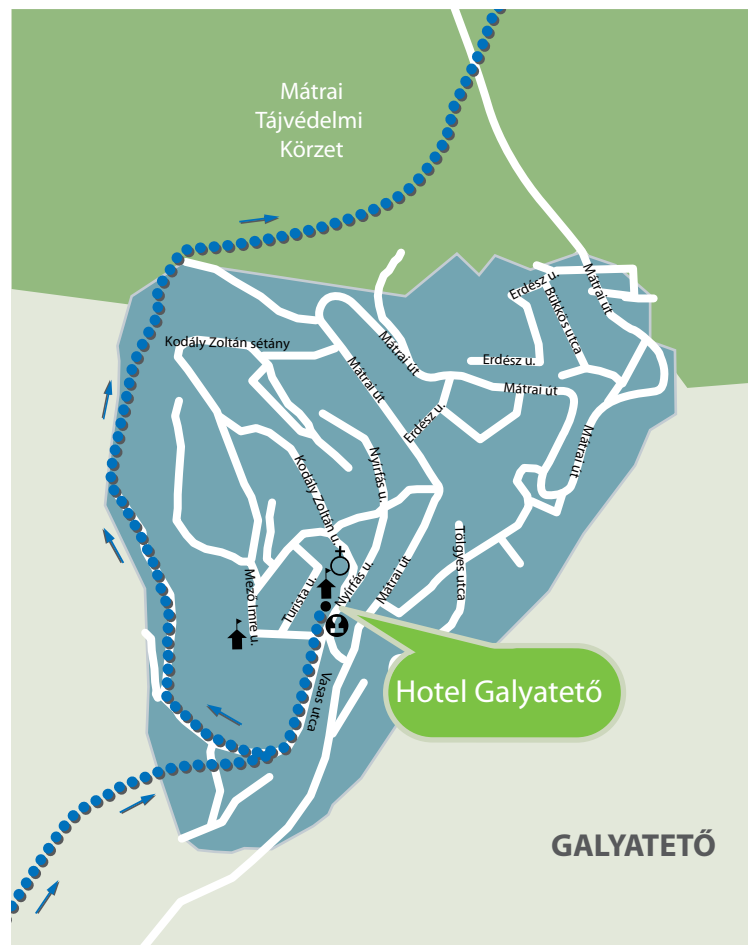 Mátrai
Tájvédelmi
Körzet
Erdész u.
Mátrai út
Bükkös utca
Kodály Zoltán sétány
Mátrai út
Mátrai út
Erdész u.
Mátrai út
Erdész u.
Mátrai út
Nyírfás u.
Kodály Zoltán u.
Tölgyes utca
Mátrai út
Nyírfás u.
Turista u.
Mező Imre u.
Vasas utca
Hotel Galyatető
GALYATETŐ